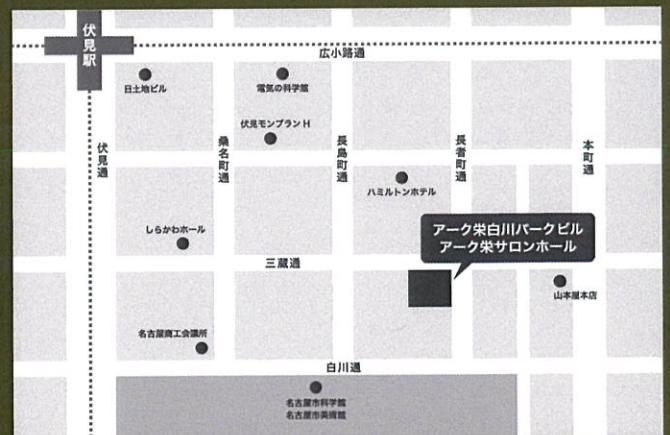 伏見駅
広小路通
日土地ビル
電気の科学館
伏見モンブランH
伏見通
桑名町通
長島町通
長者町通
本町通
ハミルトンホテル
アーク栄白川パークビル
アーク栄サロンホール
しらかわホール
三蔵通
山本屋本店
名古屋商工会議所
白川通
名古屋市科学館
名古屋市美術館